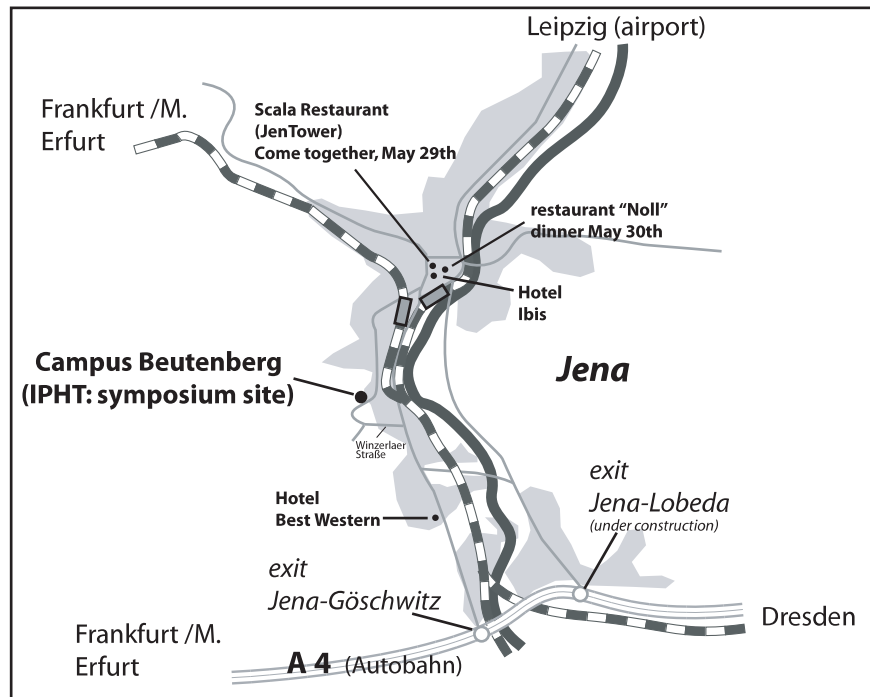 Leipzig (airport)
Frankfurt /M.
Erfurt
Scala Restaurant
(JenTower)
Come together, May 29th
restaurant “Noll”
dinner May 30th
Hotel
Ibis
Campus Beutenberg
(IPHT: symposium site)
Jena
Winzerlaer
Straße
exit
Jena-Lobeda
(under construction)
Hotel
Best Western
exit
Jena-Göschwitz
Dresden
Frankfurt /M.
Erfurt
A 4 (Autobahn)